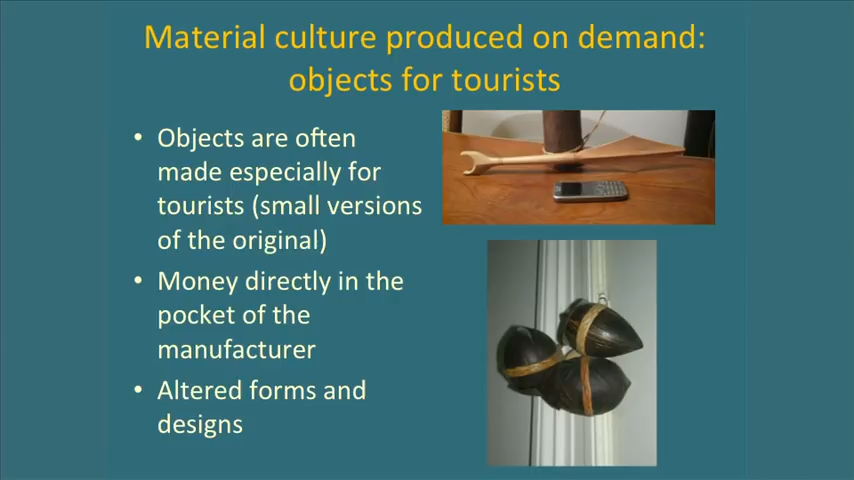 Material culture produced on demand:
objects for tourists
• Objects are often
made especially for
tourists (small versions
of the original)
• Money directly in the
pocket of the
manufacturer
• Altered forms and
designs